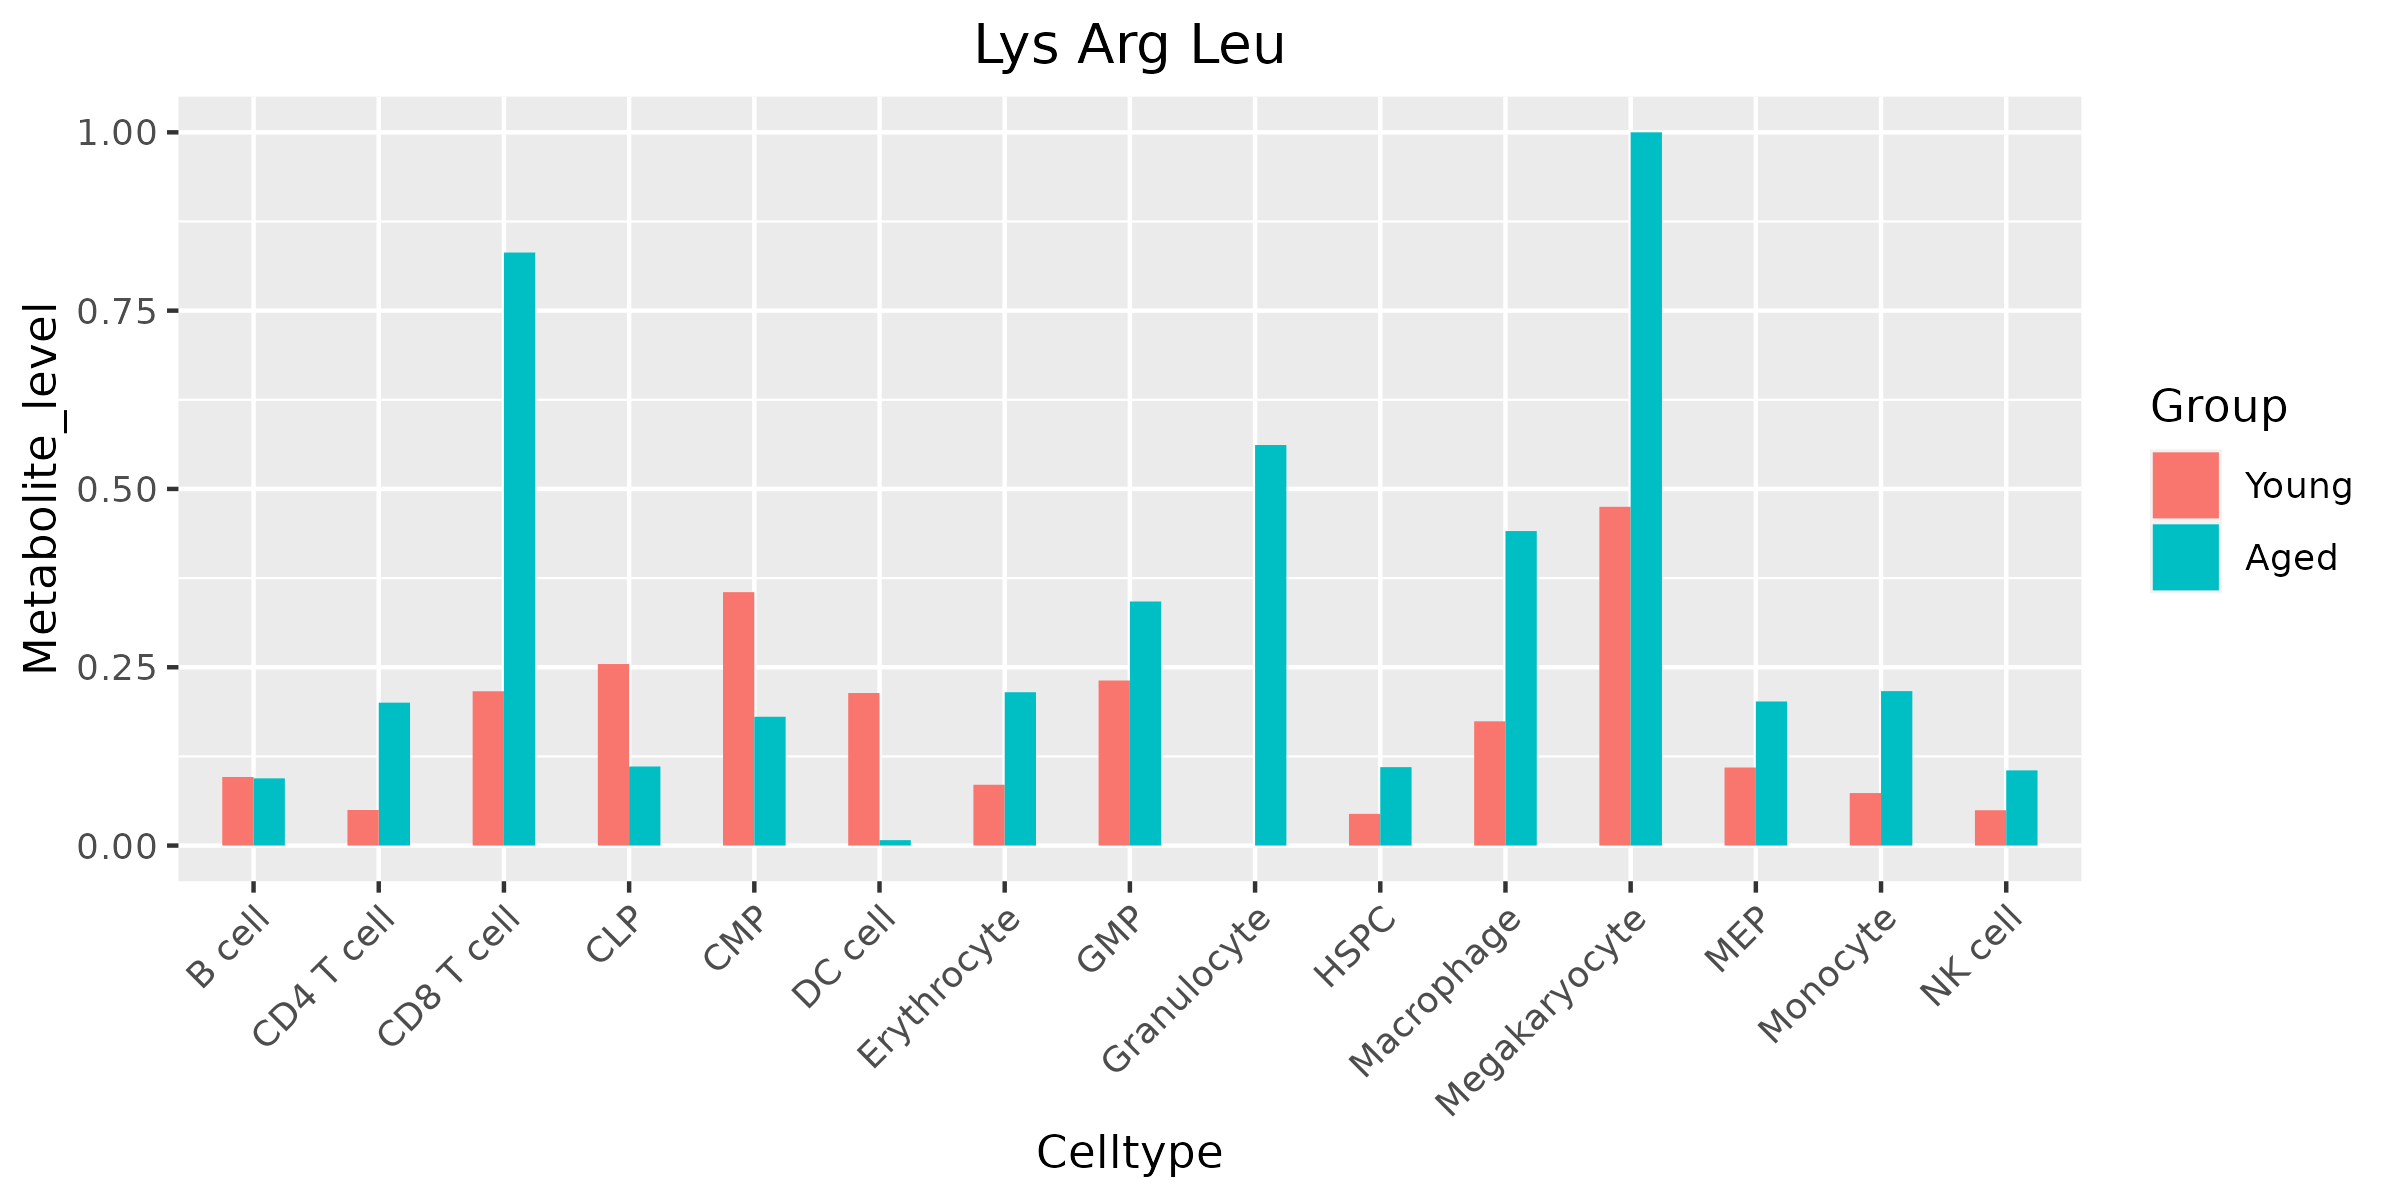 Lys Arg Leu
Metabolite_level
1.00
0.75
0.50
0.25
0.00
B cell
CD4 T cell
CD8 T cell
CLP
CMP
DC cell
Erythrocyte
GMP
Granulocyte
HSPC
Macrophage
Megakaryocyte
MEP
Monocyte
NK cell
Celltype
Group
Young
Aged